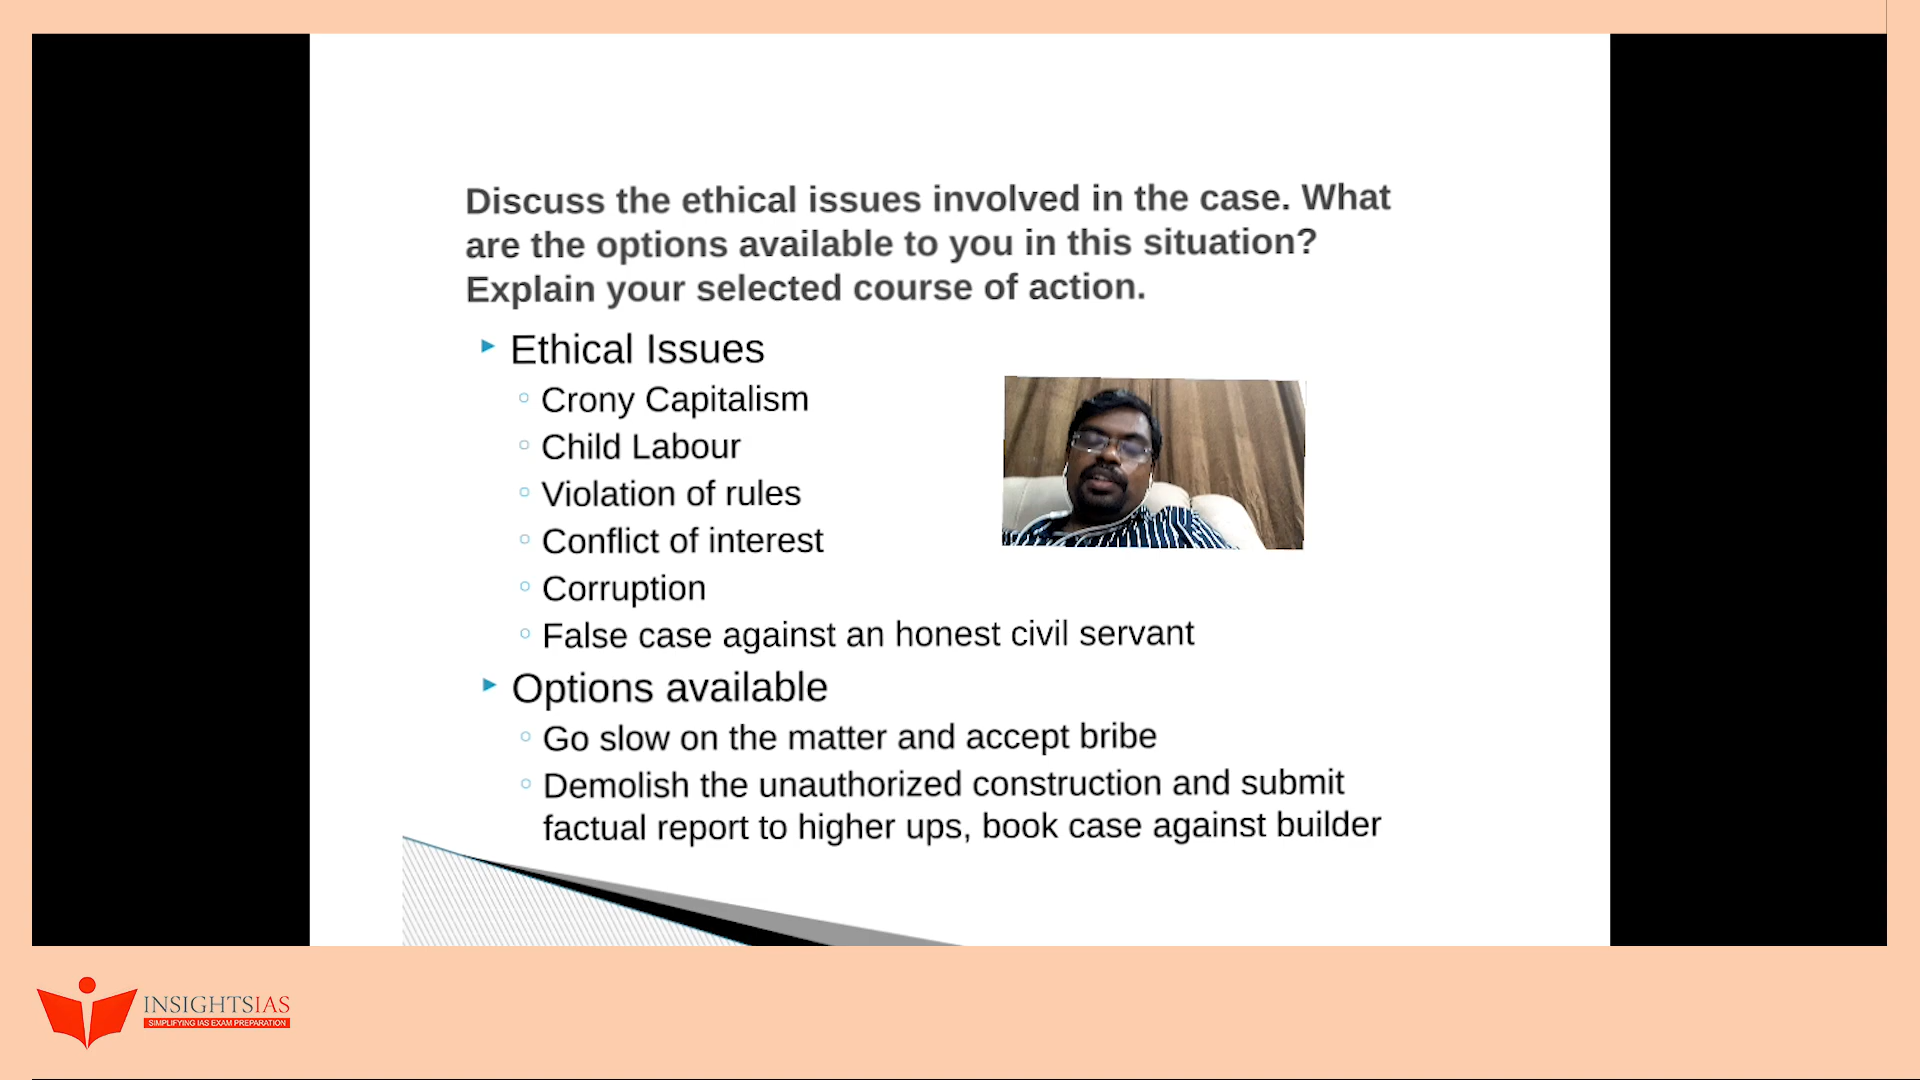 Discuss the ethical issues involved in the case. What
are the options available to you in this situation?
Explain your selected course of action.
Ethical Issues
Crony Capitalism
Child Labour
Violation of rules
Conflict of interest
Corruption
False case against an honest civil servant
Options available
Go slow on the matter and accept bribe
Demolish the unauthorized construction and submit
factual report to higher ups, book case against builder
INSIGHTSIAS
SIMPLIFYING IAS EXAM PREPARATION